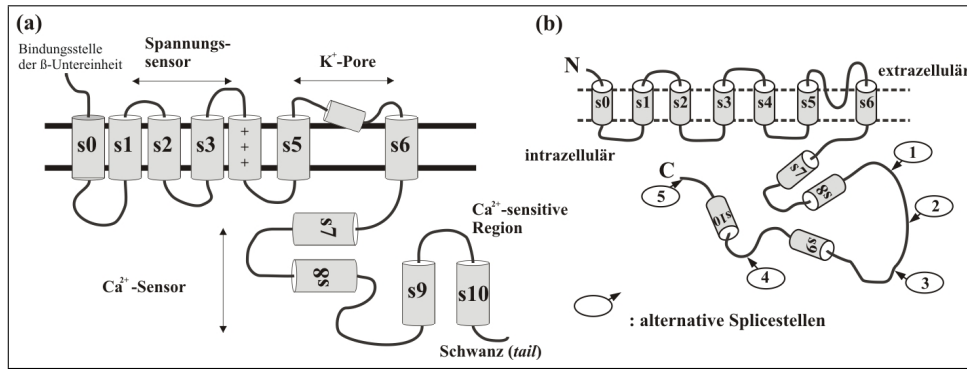 (a)
Bindungsstelle
der ß-Untereinheit
Spannungs-
sensor
K⁺-Pore
s0 s1 s2 s3 + + + s5 s6
s7
s8
Ca²⁺-Sensor
Ca²⁺-sensitive
Region
s9 s10
Schwanz (tail)
(b)
N
extrazellulär
s0 s1 s2 s3 s4 s5 s6
intrazellulär
s7
s8
1
2
3
s9
4
s10
C
5
: alternative Splicestellen